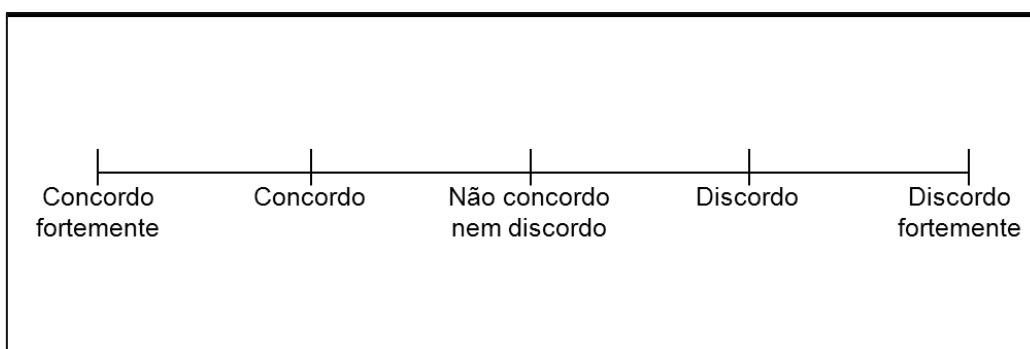 Concordo
fortemente
Concordo
Não concordo
nem discordo
Discordo
Discordo
fortemente